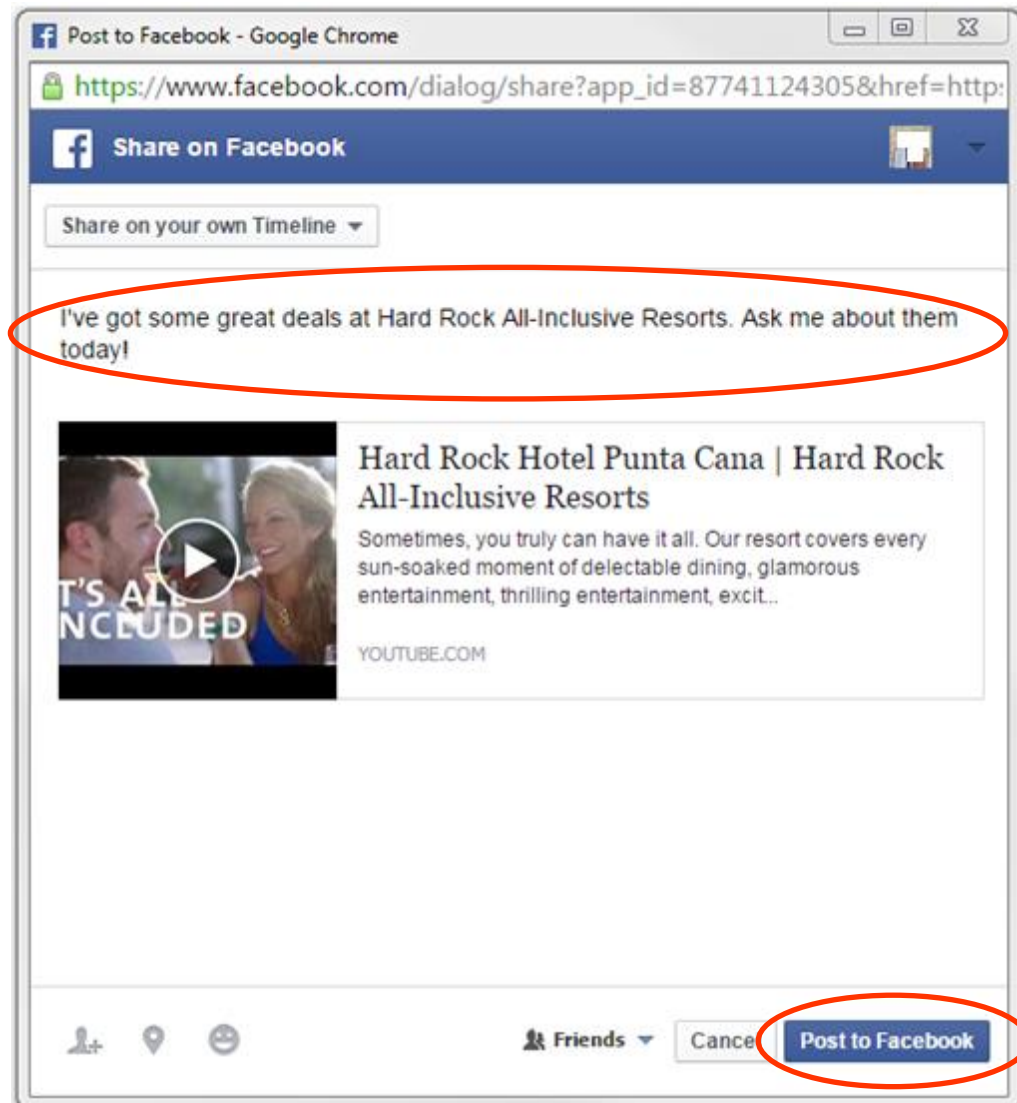 Post to Facebook - Google Chrome
https://www.facebook.com/dialog/share?app_id=87741124305&href=http:
Share on Facebook
Share on your own Timeline
I've got some great deals at Hard Rock All-Inclusive Resorts. Ask me about them
today!
Hard Rock Hotel Punta Cana | Hard Rock
All-Inclusive Resorts
Sometimes, you truly can have it all. Our resort covers every
sun-soaked moment of delectable dining, glamorous
entertainment, thrilling entertainment, excit...
T'S ALL
NCLUDED
YOUTUBE.COM
Friends Cance Post to Facebook